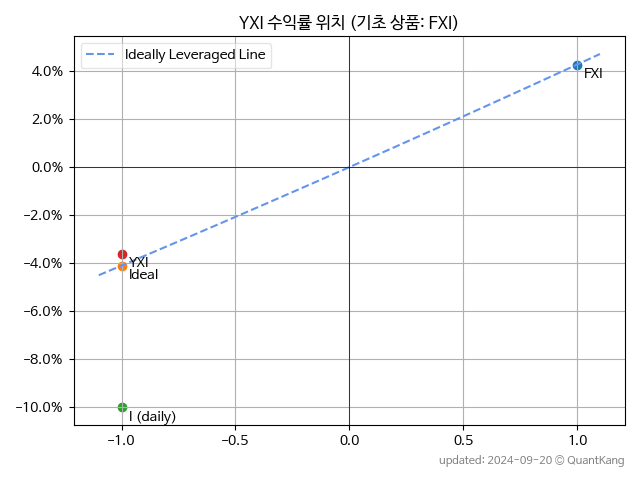 YXI 수익률 위치 (기초 상품: FXI)
Ideally Leveraged Line
4.0%
2.0%
0.0%
−2.0%
−4.0%
−6.0%
−8.0%
−10.0%
FXI
YXI
Ideal
I (daily)
−1.0
−0.5
0.0
0.5
1.0
updated: 2024-09-20 © QuantKang